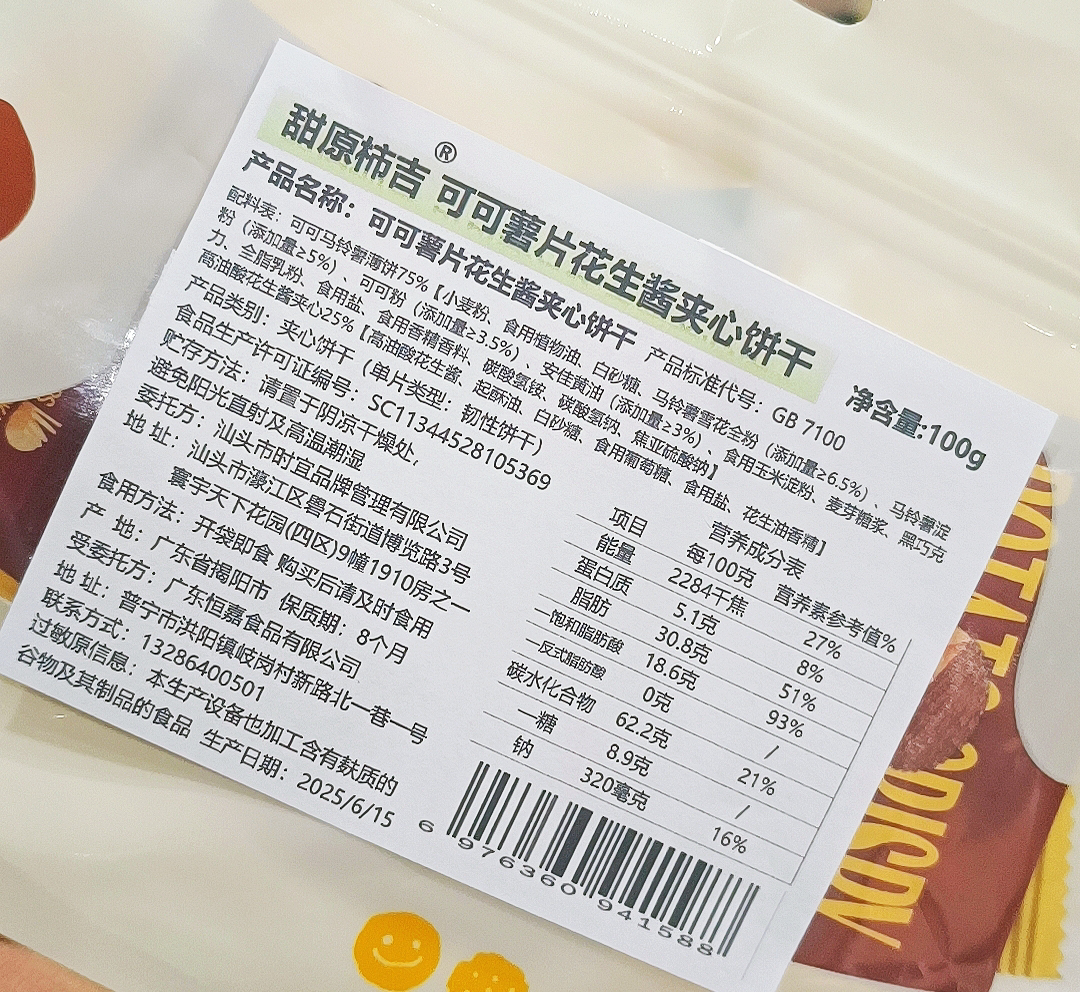 甜原柿吉® 可可薯片花生酱夹心饼干
净含量:100g
产品名称：可可薯片花生酱夹心饼干 产品标准代号：GB 7100
配料表：可可马铃薯薄饼75%【小麦粉、食用植物油、白砂糖、马铃薯雪花全粉（添加量≥6.5%）、马铃薯淀
粉（添加量≥5%）、可可粉（添加量≥3.5%）、安佳黄油（添加量≥3%）、食用玉米淀粉、麦芽糖浆、黑巧克
力、全脂乳粉、食用盐、食用香精香料、碳酸氢铵、碳酸氢钠、焦亚硫酸钠】
高油酸花生酱夹心25%【高油酸花生酱、起酥油、白砂糖、食用葡萄糖、食用盐、花生油香精】
产品类别：夹心饼干（单片类型：韧性饼干）
食品生产许可证编号：SC11344528105369
贮存方法：请置于阴凉干燥处，
避免阳光直射及高温潮湿
委托方：汕头市时宜品牌管理有限公司
地 址：汕头市濠江区礐石街道博览路3号
寰宇天下花园(四区)9幢1910房之一
食用方法：开袋即食 购买后请及时食用
产 地：广东省揭阳市 保质期：8个月
受委托方：广东恒嘉食品有限公司
地 址：普宁市洪阳镇岐岗村新路北一巷一号
联系方式：13286400501
过敏原信息：本生产设备也加工含有麸质的
谷物及其制品的食品 生产日期：2025/6/15
营养成分表
项目 每100克 营养素参考值%
能量 2284千焦 27%
蛋白质 5.1克 8%
脂肪 30.8克 51%
–饱和脂肪酸 18.6克 93%
–反式脂肪酸 0克 /
碳水化合物 62.2克 21%
—糖 8.9克 /
钠 320毫克 16%
6 976360 941588